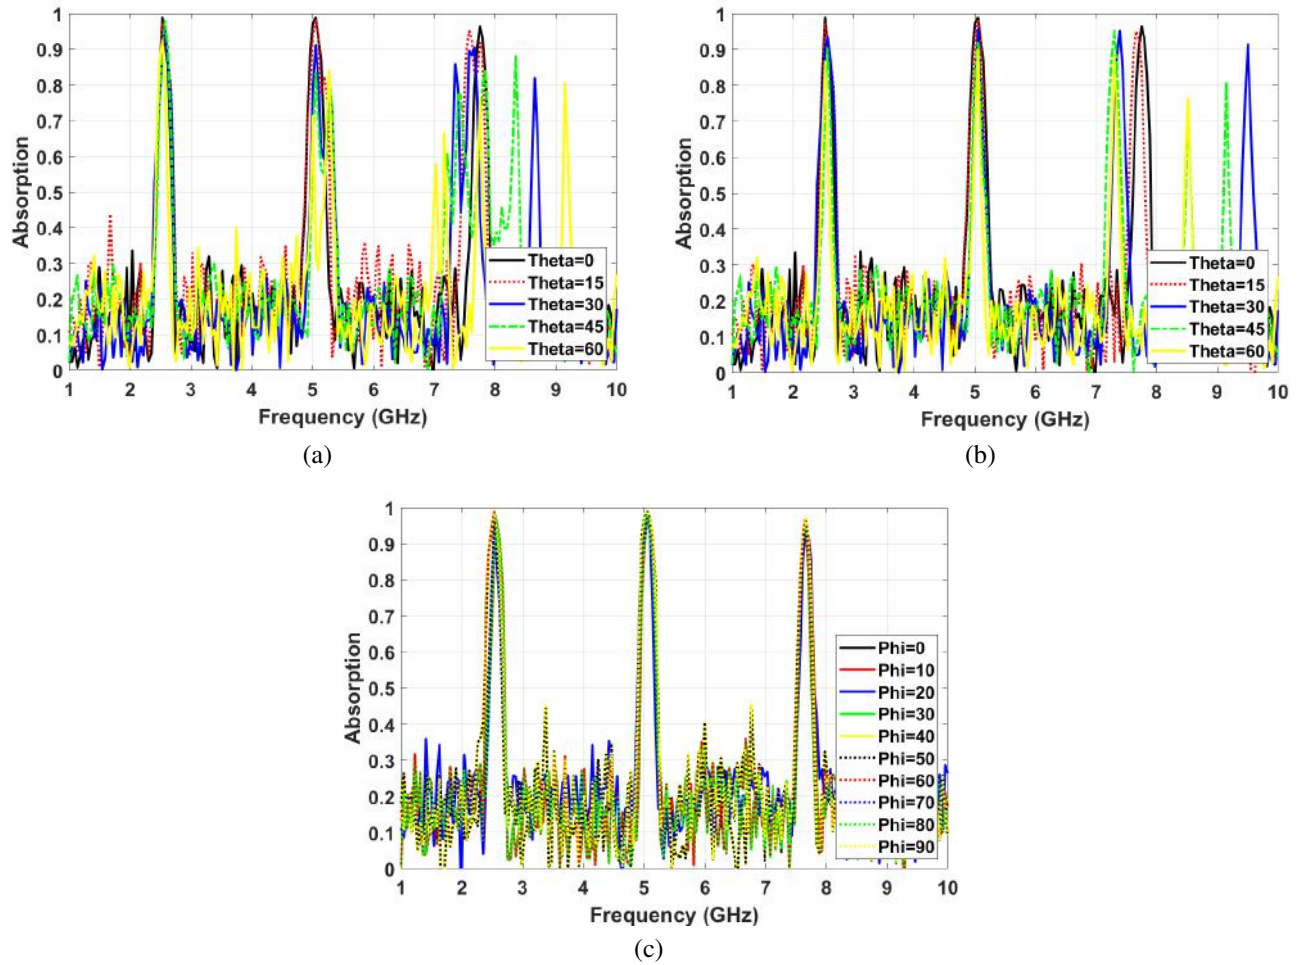 1
0.9
0.8
0.7
0.6
0.5
0.4
0.3
0.2
0.1
0
Absorption
Theta=0
Theta=15
Theta=30
Theta=45
Theta=60
1 2 3 4 5 6 7 8 9 10
Frequency (GHz)
(a)
1
0.9
0.8
0.7
0.6
0.5
0.4
0.3
0.2
0.1
0
Absorption
Theta=0
Theta=15
Theta=30
Theta=45
Theta=60
1 2 3 4 5 6 7 8 9 10
Frequency (GHz)
(b)
1
0.9
0.8
0.7
0.6
0.5
0.4
0.3
0.2
0.1
0
Absorption
Phi=0
Phi=10
Phi=20
Phi=30
Phi=40
Phi=50
Phi=60
Phi=70
Phi=80
Phi=90
1 2 3 4 5 6 7 8 9 10
Frequency (GHz)
(c)